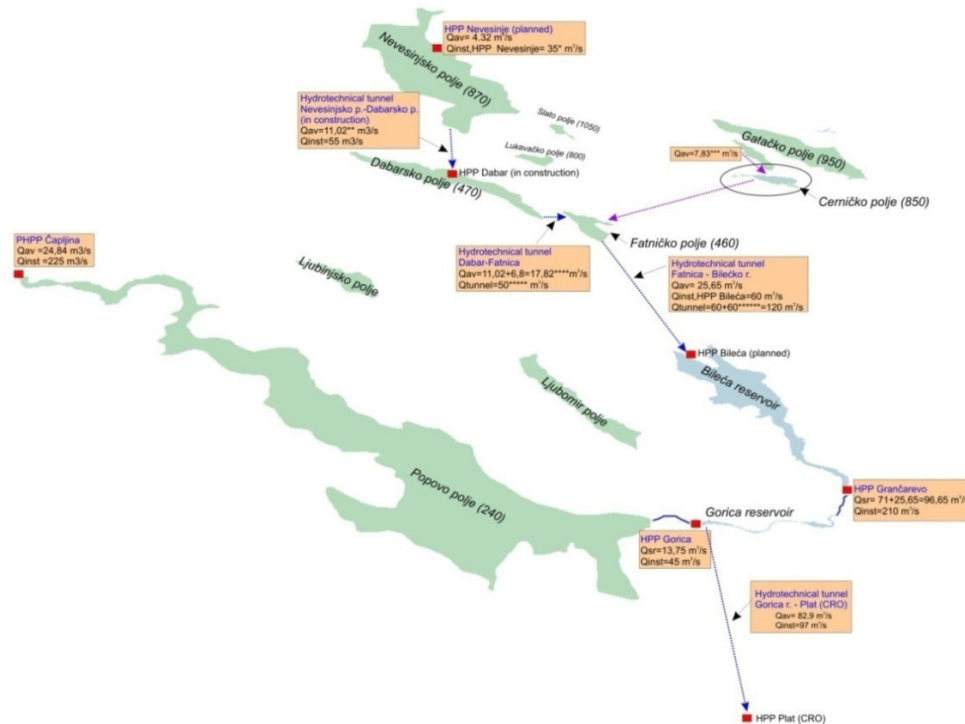 HPP Nevesinje (planned)
Qav= 4.32 m³/s
Qinst,HPP Nevesinje= 35* m³/s
Nevesinjsko polje (870)
Hydrotechnical tunnel
Nevesinjsko p.-Dabarsko p.
(in construction)
Qav=11,02** m3/s
Qinst=55 m3/s
Slato polje (1050)
Lukavačko polje (800)
Gatačko polje (950)
Qav=7,83*** m³/s
Dabarsko polje (470)
HPP Dabar (in construction)
Cerničko polje (850)
PHPP Čapljina
Qav =24,84 m3/s
Qinst =225 m3/s
Ljubinjsko polje
Hydrotechnical tunnel
Dabar-Fatnica
Qav=11,02+6,8=17,82****m³/s
Qtunnel=50***** m³/s
Fatničko polje (460)
Hydrotechnical tunnel
Fatnica - Bilećko r.
Qav= 25,65 m³/s
Qinst,HPP Bileća=60 m³/s
Qtunnel=60+60******=120 m³/s
HPP Bileća (planned)
Bileća reservoir
Ljubomir polje
Popovo polje (240)
HPP Grančarevo
Qsr= 71+25,65=96,65 m³/s
Qinst=210 m³/s
Gorica reservoir
HPP Gorica
Qsr=13,75 m³/s
Qinst=45 m³/s
Hydrotechnical tunnel
Gorica r. - Plat (CRO)
Qav= 82,9 m³/s
Qinst=97 m³/s
HPP Plat (CRO)